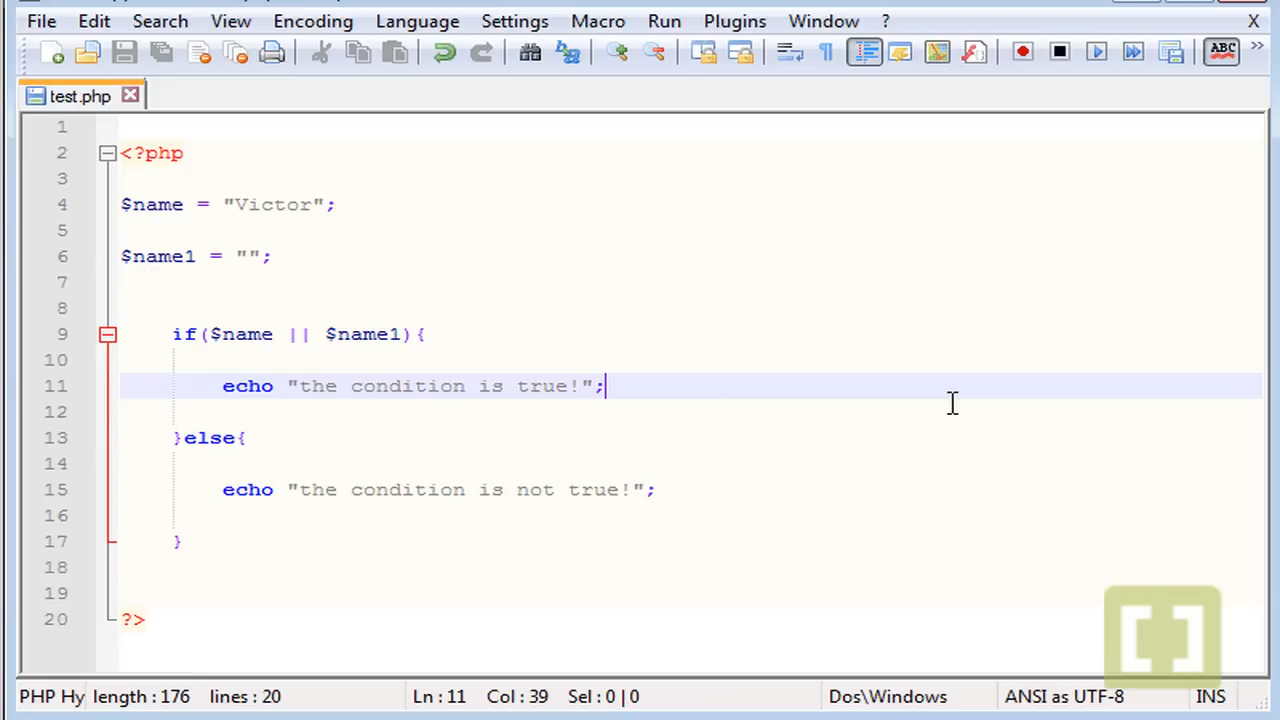 File Edit Search View Encoding Language Settings Macro Run Plugins Window ? X
ABC »
test.php
1
2 <?php
3
4 $name = "Victor";
5
6 $name1 = "";
7
8
9 if($name || $name1){
10
11 echo "the condition is true!";
12
13 }else{
14
15 echo "the condition is not true!";
16
17 }
18
19
20 ?>
PHP Hy length : 176 lines : 20 Ln : 11 Col : 39 Sel : 0 | 0 Dos\Windows ANSI as UTF-8 INS